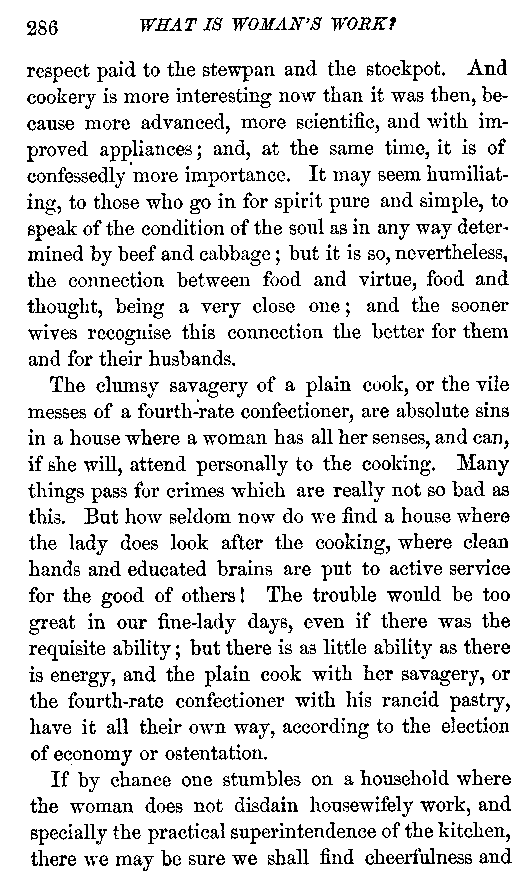 286 WHAT IS WOMAN'S WORK?
respect paid to the stewpan and the stockpot. And
cookery is more interesting now than it was then, be-
cause more advanced, more scientific, and with im-
proved appliances; and, at the same time, it is of
confessedly more importance. It may seem humiliat-
ing, to those who go in for spirit pure and simple, to
speak of the condition of the soul as in any way deter-
mined by beef and cabbage; but it is so, nevertheless,
the connection between food and virtue, food and
thought, being a very close one; and the sooner
wives recognise this connection the better for them
and for their husbands.
The clumsy savagery of a plain cook, or the vile
messes of a fourth-rate confectioner, are absolute sins
in a house where a woman has all her senses, and can,
if she will, attend personally to the cooking. Many
things pass for crimes which are really not so bad as
this. But how seldom now do we find a house where
the lady does look after the cooking, where clean
hands and educated brains are put to active service
for the good of others! The trouble would be too
great in our fine-lady days, even if there was the
requisite ability; but there is as little ability as there
is energy, and the plain cook with her savagery, or
the fourth-rate confectioner with his rancid pastry,
have it all their own way, according to the election
of economy or ostentation.
If by chance one stumbles on a household where
the woman does not disdain housewifely work, and
specially the practical superintendence of the kitchen,
there we may be sure we shall find cheerfulness and